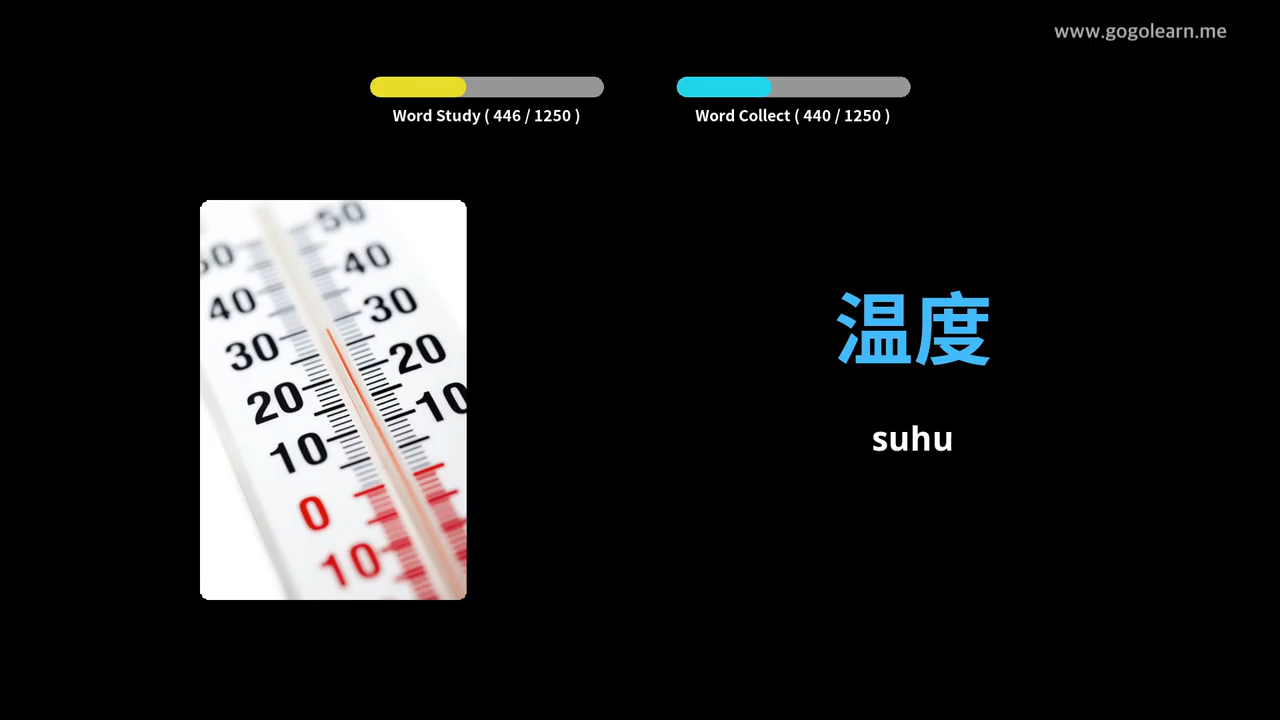 www.gogolearn.me
Word Study ( 446 / 1250 )
Word Collect ( 440 / 1250 )
50
50
40
40
30
30
20
20
10
10
0
10
温度
suhu